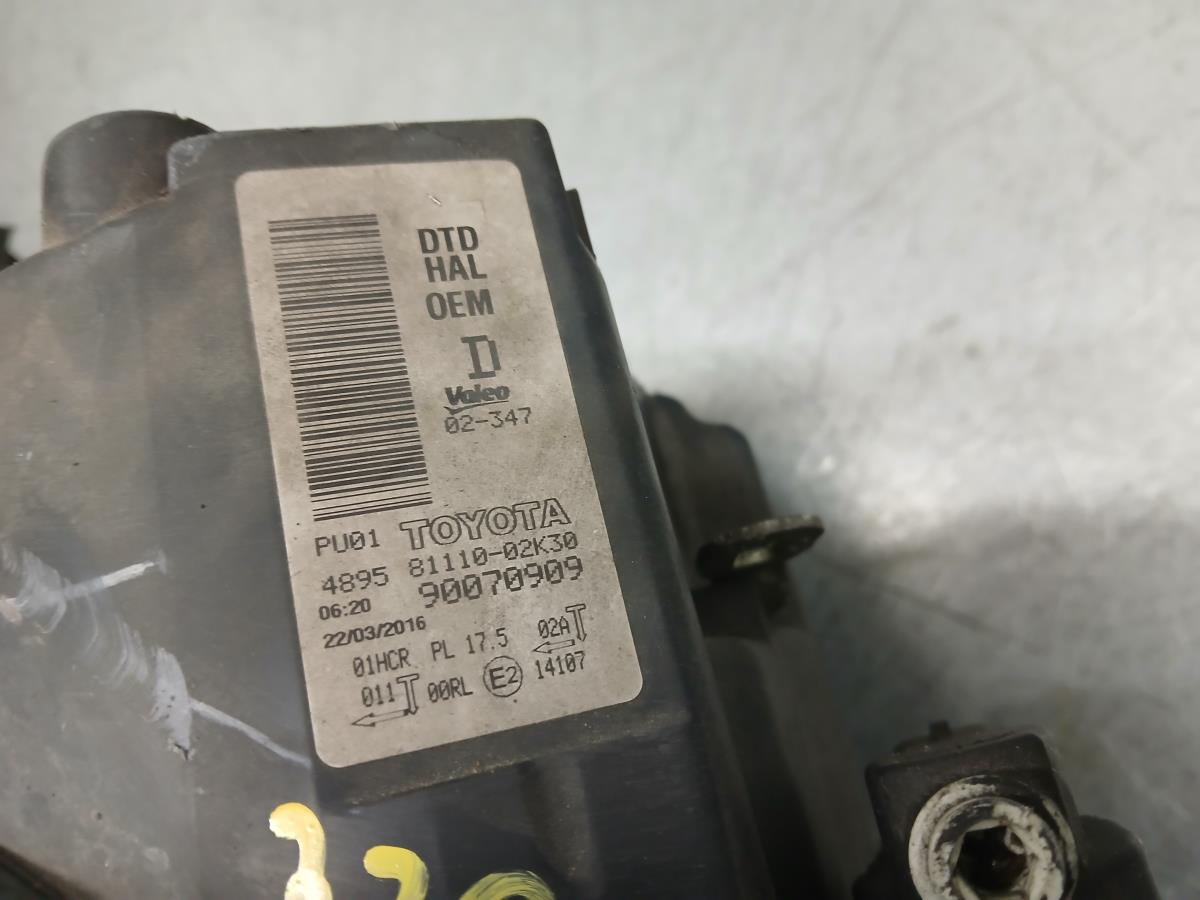 DTD
HAL
OEM
D
Valeo
02-347
PU01 TOYOTA
4895 81110-02K30
06:20 90070909
22/03/2016
01HCR PL 17.5 02A
011 00RL E2 14107